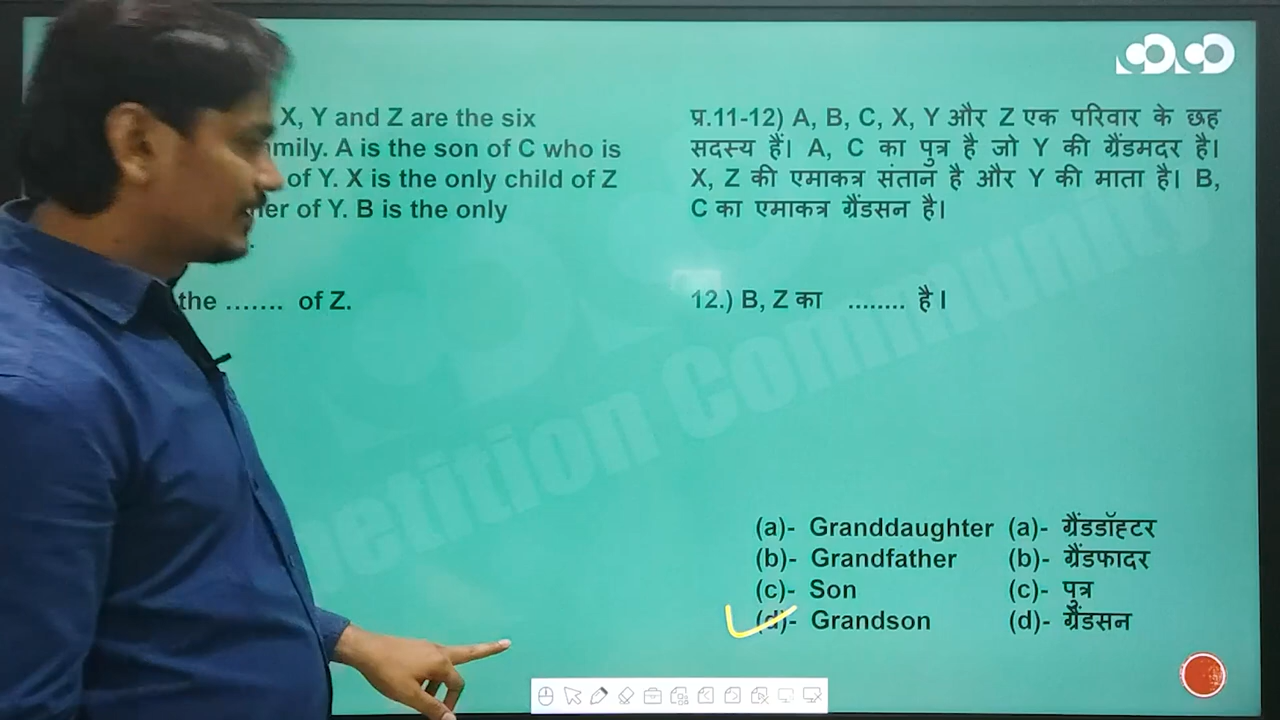 X, Y and Z are the six
A is the son of C who is
of Y. X is the only child of Z
of Y. B is the only
the ....... of Z.
प्र.11-12) A, B, C, X, Y और Z एक परिवार के छह
सदस्य हैं। A, C का पुत्र है जो Y की ग्रैंडमदर है।
X, Z की एमाकत्र संतान है और Y की माता है। B,
C का एमाकत्र ग्रैंडसन है।
12.) B, Z का ........ है।
(a)- Granddaughter (a)- ग्रैंडडॉह्टर
(b)- Grandfather (b)- ग्रैंडफादर
(c)- Son (c)- पुत्र
(d)- Grandson (d)- ग्रैंडसन
Community